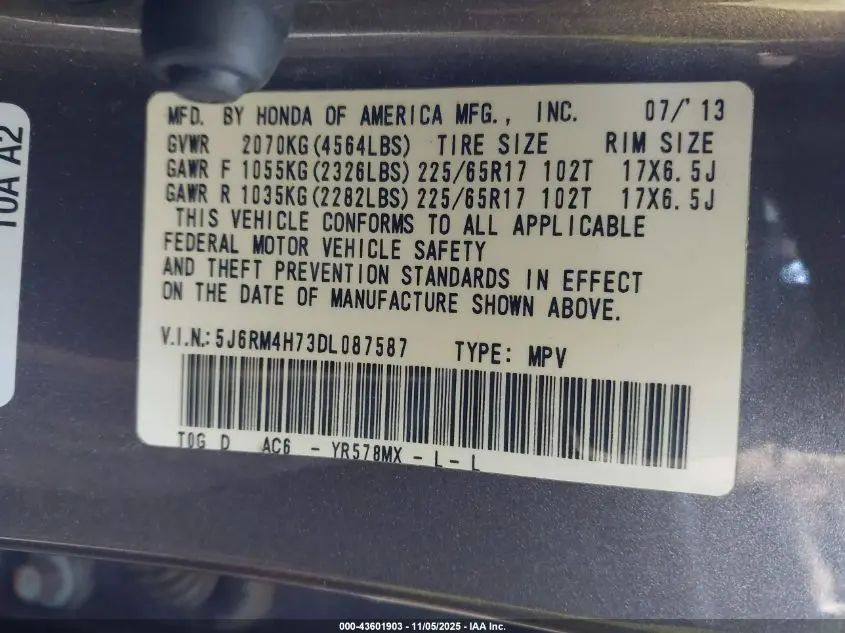 MFD. BY HONDA OF AMERICA MFG., INC. 07/13
GVWR 2070KG(4564LBS) TIRE SIZE RIM SIZE
GAWR F 1055KG(2326LBS) 225/65R17 102T 17X6.5J
GAWR R 1035KG(2282LBS) 225/65R17 102T 17X6.5J
THIS VEHICLE CONFORMS TO ALL APPLICABLE
FEDERAL MOTOR VEHICLE SAFETY
AND THEFT PREVENTION STANDARDS IN EFFECT
ON THE DATE OF MANUFACTURE SHOWN ABOVE.
V.I.N.: 5J6RM4H73DL087587 TYPE: MPV
T0G D AC6 - YR578MX - L - L
T0A A2
000-43601903 - 11/05/2025 - IAA Inc.